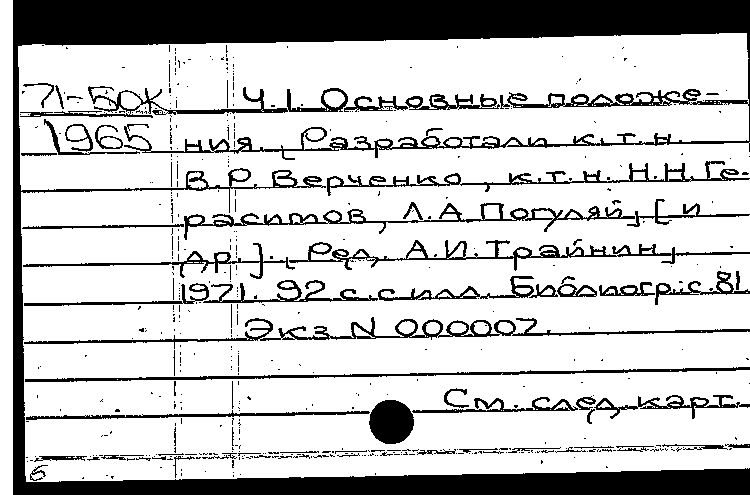 71-БОК Ч.1. Основные положе-
1965 ния. [Разработали к.т.н.
В.Р. Верченко, к.т.н. Н.Н. Ге-
расимов, Л.А. Погуляй] [и
др.]. [Ред. А.И. Трайнин]
1971. 92 с. с илл. Библиогр.: с. 81
Экз N 000007.
См. след. карт.
6